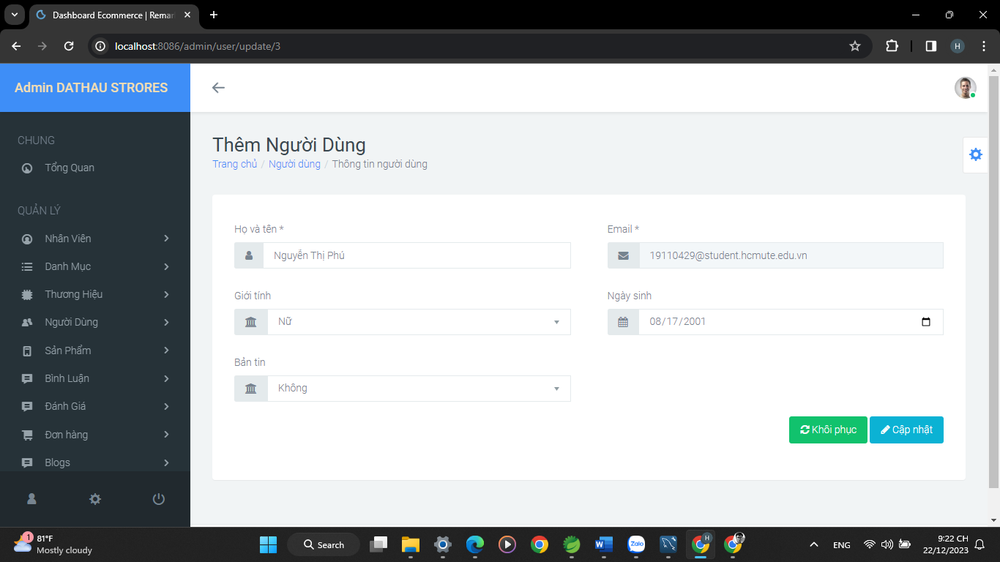 Dashboard Ecommerce | Remar
localhost:8086/admin/user/update/3
H
Admin DATHAU STRORES
CHUNG
Tổng Quan
QUẢN LÝ
Nhân Viên
Danh Mục
Thương Hiệu
Người Dùng
Sản Phẩm
Bình Luận
Đánh Giá
Đơn hàng
Blogs
Thêm Người Dùng
Trang chủ / Người dùng / Thông tin người dùng
Họ và tên *
Nguyễn Thị Phú
Email *
19110429@student.hcmute.edu.vn
Giới tính
Nữ
Ngày sinh
08/17/2001
Bản tin
Không
Khôi phục
Cập nhật
1
81°F
Mostly cloudy
Search
Zalo
H
ENG
9:22 CH
22/12/2023